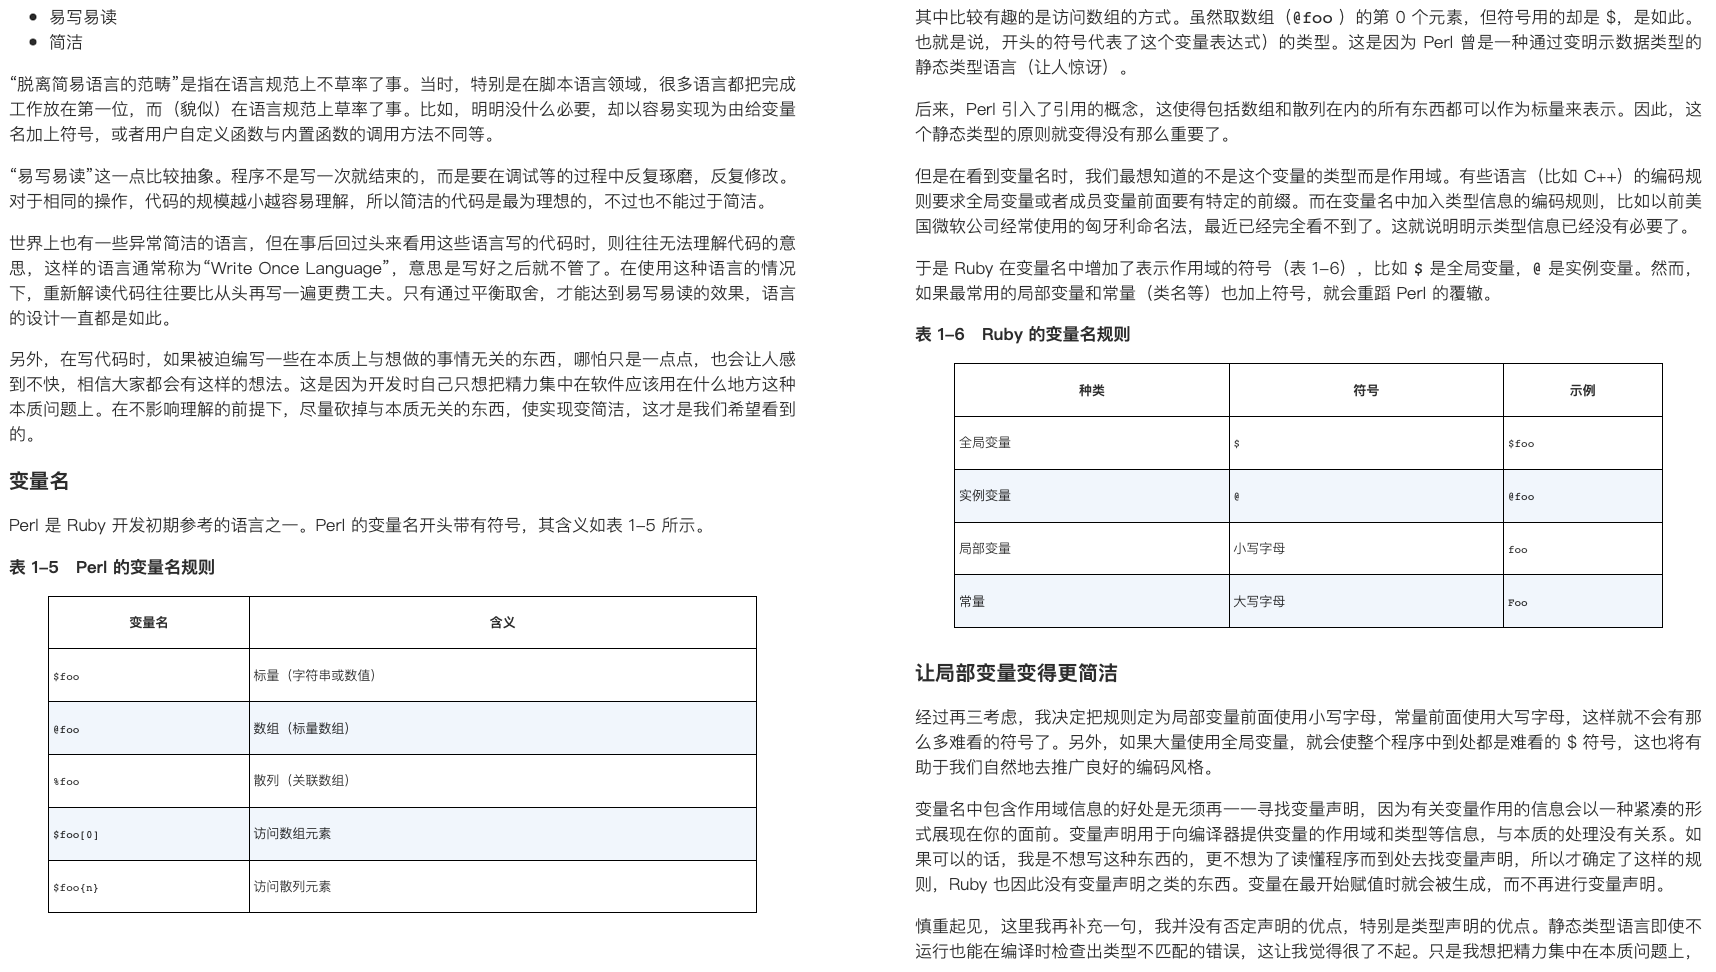 • 易写易读
• 简洁
“脱离简易语言的范畴”是指在语言规范上不草率了事。当时，特别是在脚本语言领域，很多语言都把完成
工作放在第一位，而（貌似）在语言规范上草率了事。比如，明明没什么必要，却以容易实现为由给变量
名加上符号，或者用户自定义函数与内置函数的调用方法不同等。
“易写易读”这一点比较抽象。程序不是写一次就结束的，而是要在调试等的过程中反复琢磨，反复修改。
对于相同的操作，代码的规模越小越容易理解，所以简洁的代码是最为理想的，不过也不能过于简洁。
世界上也有一些异常简洁的语言，但在事后回过头来看用这些语言写的代码时，则往往无法理解代码的意
思，这样的语言通常称为“Write Once Language”，意思是写好之后就不管了。在使用这种语言的情况
下，重新解读代码往往要比从头再写一遍更费工夫。只有通过平衡取舍，才能达到易写易读的效果，语言
的设计一直都是如此。
另外，在写代码时，如果被迫编写一些在本质上与想做的事情无关的东西，哪怕只是一点点，也会让人感
到不快，相信大家都会有这样的想法。这是因为开发时自己只想把精力集中在软件应该用在什么地方这种
本质问题上。在不影响理解的前提下，尽量砍掉与本质无关的东西，使实现变简洁，这才是我们希望看到
的。
变量名
Perl 是 Ruby 开发初期参考的语言之一。Perl 的变量名开头带有符号，其含义如表 1-5 所示。
表 1-5　Perl 的变量名规则
变量名 含义
$foo 标量（字符串或数值）
@foo 数组（标量数组）
%foo 散列（关联数组）
$foo[0] 访问数组元素
$foo{n} 访问散列元素
其中比较有趣的是访问数组的方式。虽然取数组（@foo ）的第 0 个元素，但符号用的却是 $，是如此。
也就是说，开头的符号代表了这个变量表达式）的类型。这是因为 Perl 曾是一种通过变明示数据类型的
静态类型语言（让人惊讶）。
后来，Perl 引入了引用的概念，这使得包括数组和散列在内的所有东西都可以作为标量来表示。因此，这
个静态类型的原则就变得没有那么重要了。
但是在看到变量名时，我们最想知道的不是这个变量的类型而是作用域。有些语言（比如 C++）的编码规
则要求全局变量或者成员变量前面要有特定的前缀。而在变量名中加入类型信息的编码规则，比如以前美
国微软公司经常使用的匈牙利命名法，最近已经完全看不到了。这就说明明示类型信息已经没有必要了。
于是 Ruby 在变量名中增加了表示作用域的符号（表 1-6），比如 $ 是全局变量，@ 是实例变量。然而，
如果最常用的局部变量和常量（类名等）也加上符号，就会重蹈 Perl 的覆辙。
表 1-6　Ruby 的变量名规则
种类 符号 示例
全局变量 $ $foo
实例变量 @ @foo
局部变量 小写字母 foo
常量 大写字母 Foo
让局部变量变得更简洁
经过再三考虑，我决定把规则定为局部变量前面使用小写字母，常量前面使用大写字母，这样就不会有那
么多难看的符号了。另外，如果大量使用全局变量，就会使整个程序中到处都是难看的 $ 符号，这也将有
助于我们自然地去推广良好的编码风格。
变量名中包含作用域信息的好处是无须再一一寻找变量声明，因为有关变量作用的信息会以一种紧凑的形
式展现在你的面前。变量声明用于向编译器提供变量的作用域和类型等信息，与本质的处理没有关系。如
果可以的话，我是不想写这种东西的，更不想为了读懂程序而到处去找变量声明，所以才确定了这样的规
则，Ruby 也因此没有变量声明之类的东西。变量在最开始赋值时就会被生成，而不再进行变量声明。
慎重起见，这里我再补充一句，我并没有否定声明的优点，特别是类型声明的优点。静态类型语言即使不
运行也能在编译时检查出类型不匹配的错误，这让我觉得很了不起。只是我想把精力集中在本质问题上，